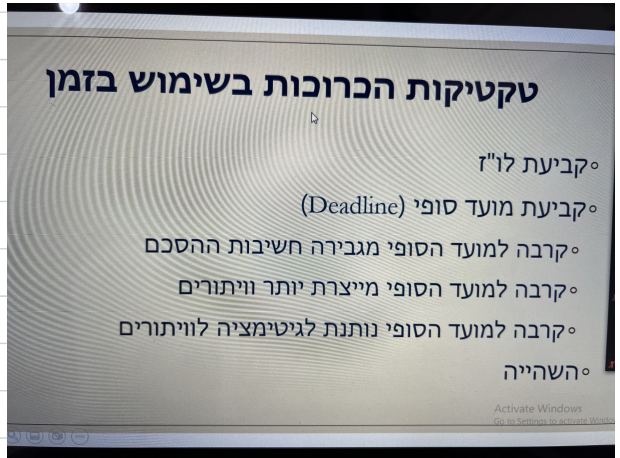 טקטיקות הכרוכות בשימוש בזמן
קביעת לו"ז
קביעת מועד סופי (Deadline)
קרבה למועד הסופי מגבירה חשיבות ההסכם
קרבה למועד הסופי מייצרת יותר וויתורים
קרבה למועד הסופי נותנת לגיטימציה לוויתורים
השהייה
Activate Windows
Go to Settings to activate Windo